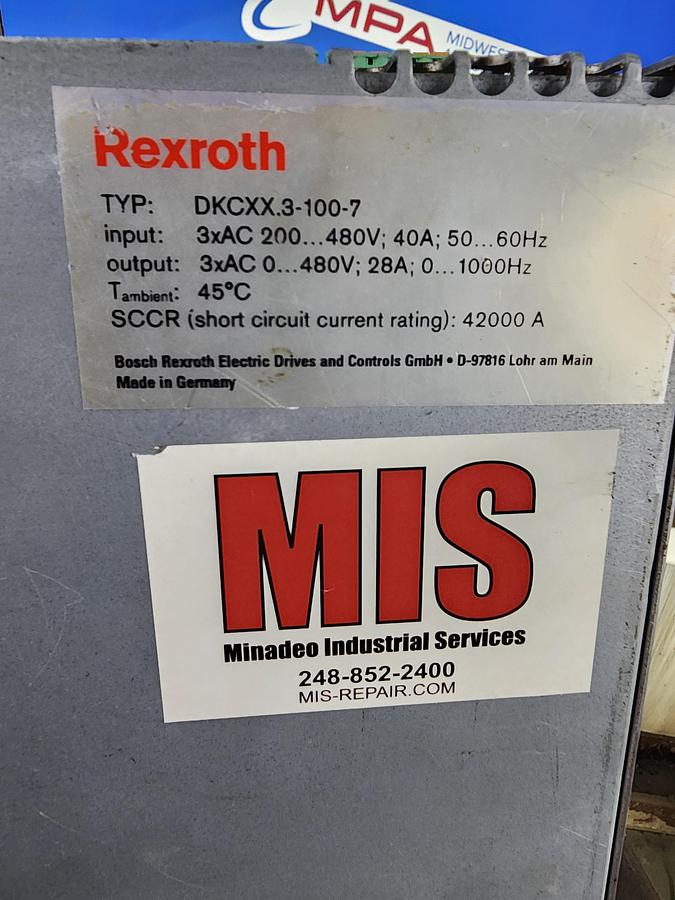 MPA
MIDWEST
Rexroth
TYP: DKCXX.3-100-7
input: 3xAC 200...480V; 40A; 50...60Hz
output: 3xAC 0...480V; 28A; 0...1000Hz
Tambient: 45°C
SCCR (short circuit current rating): 42000 A
Bosch Rexroth Electric Drives and Controls GmbH • D-97816 Lohr am Main
Made in Germany
MIS
Minadeo Industrial Services
248-852-2400
MIS-REPAIR.COM